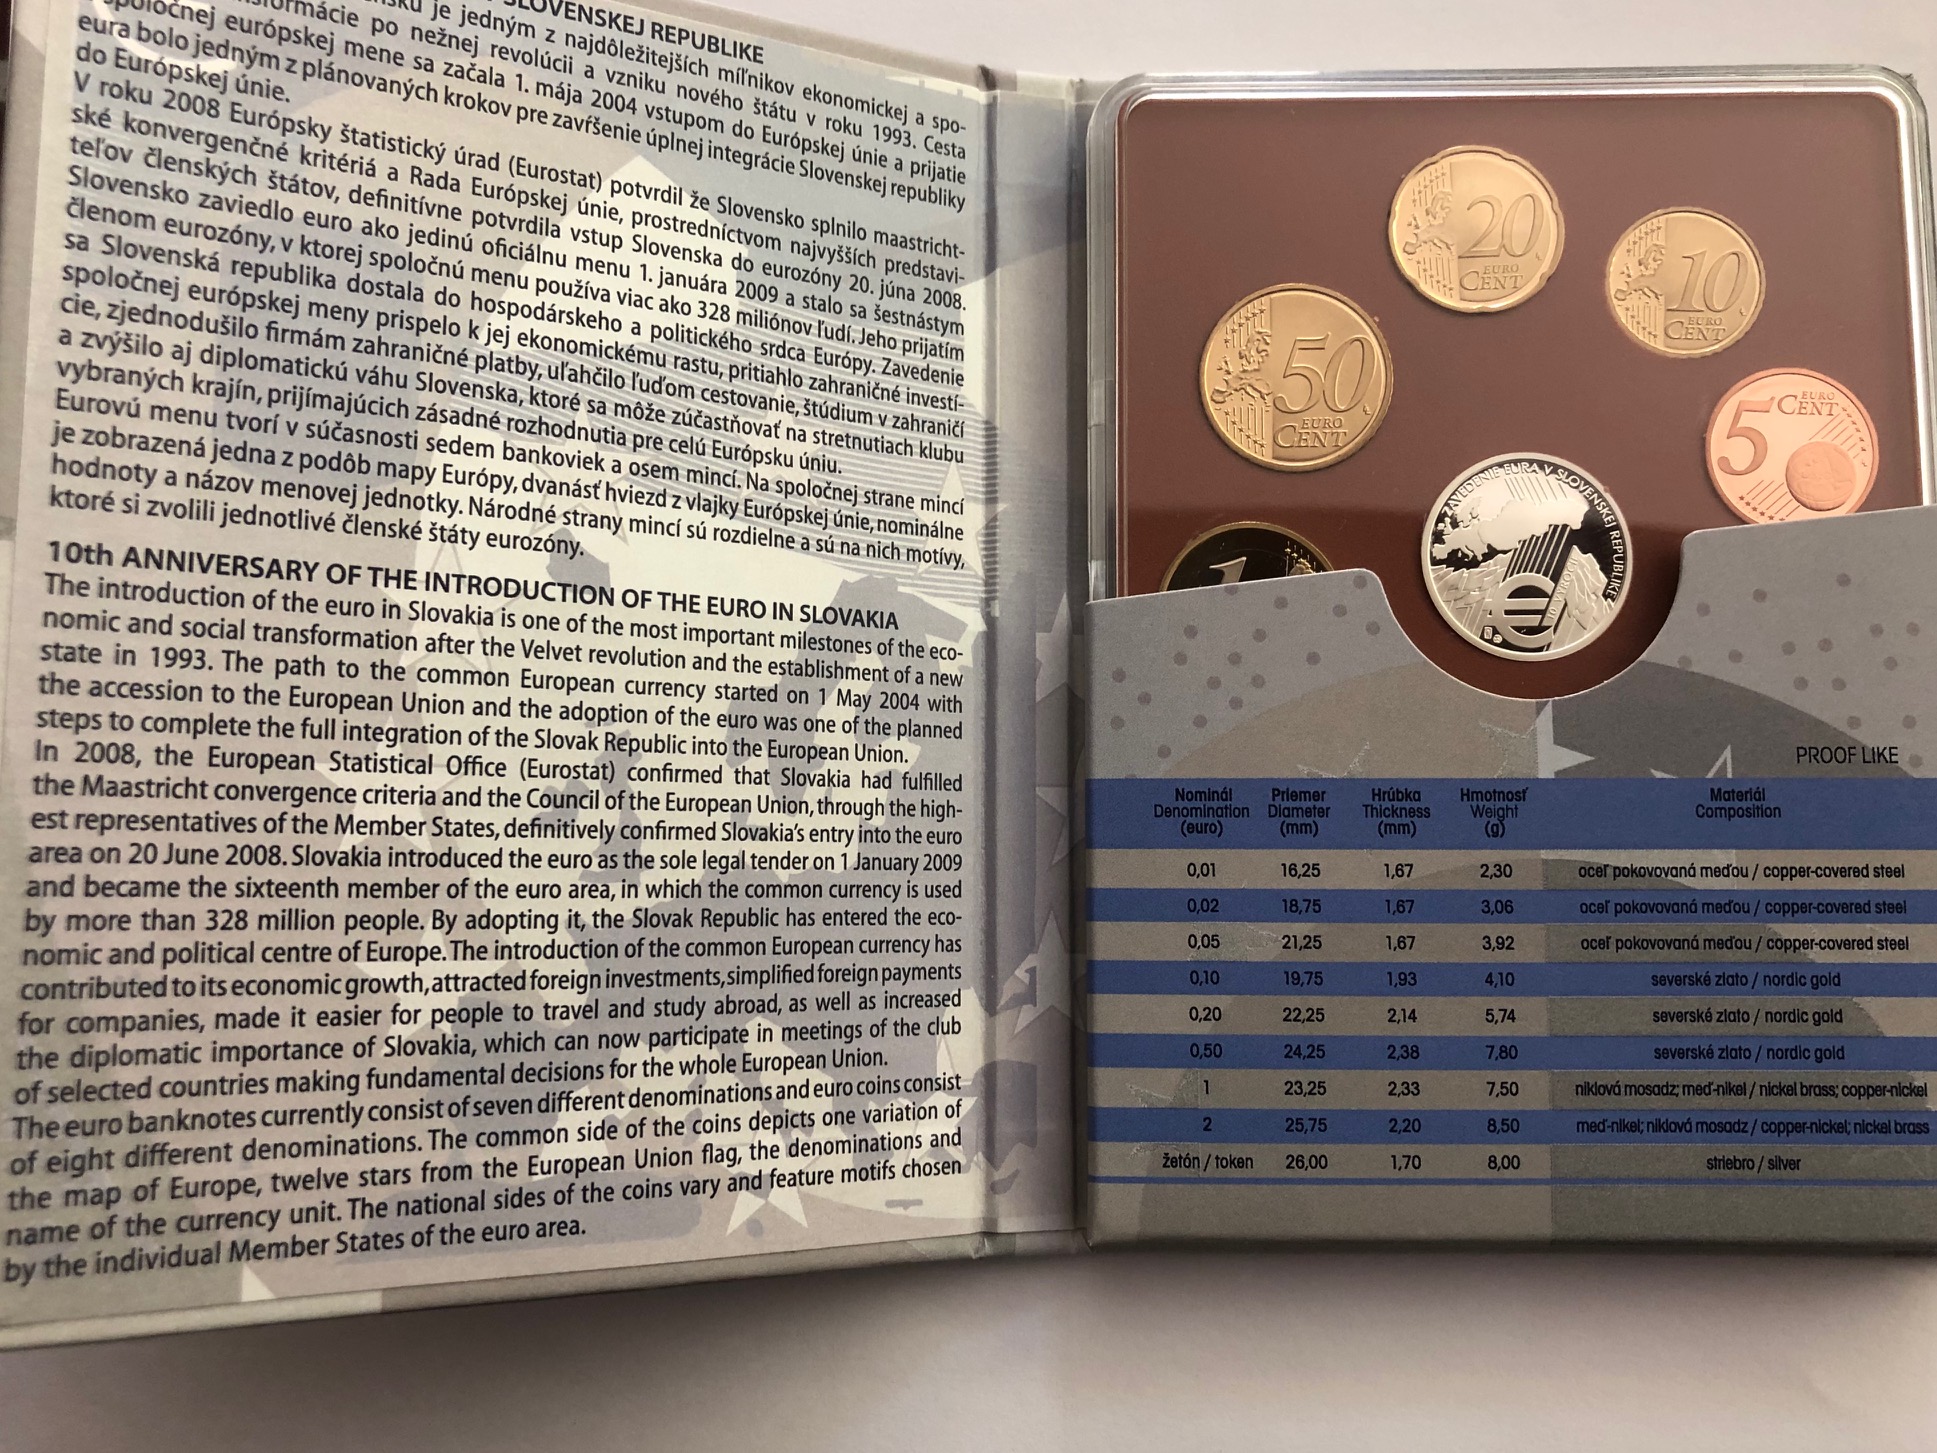 SLOVENSKEJ REPUBLIKE
je jedným z najdôležitejších míľnikov ekonomickej a spo-
po nežnej revolúcii a vzniku nového štátu v roku 1993. Cesta
európskej mene sa začala 1. mája 2004 vstupom do Európskej únie a prijatie
eura bolo jedným z plánovaných krokov pre zavŕšenie úplnej integrácie Slovenskej republiky
do Európskej únie.
V roku 2008 Európsky štatistický úrad (Eurostat) potvrdil že Slovensko splnilo maastricht-
ské konvergenčné kritériá a Rada Európskej únie, prostredníctvom najvyšších predstavi-
teľov členských štátov, definitívne potvrdila vstup Slovenska do eurozóny 20. júna 2008.
Slovensko zaviedlo euro ako jedinú oficiálnu menu 1. januára 2009 a stalo sa šestnástym
členom eurozóny, v ktorej spoločnú menu používa viac ako 328 miliónov ľudí. Jeho prijatím
sa Slovenská republika dostala do hospodárskeho a politického srdca Európy. Zavedenie
spoločnej európskej meny prispelo k jej ekonomickému rastu, pritiahlo zahraničné investí-
cie, zjednodušilo firmám zahraničné platby, uľahčilo ľuďom cestovanie, štúdium v zahraničí
a zvýšilo aj diplomatickú váhu Slovenska, ktoré sa môže zúčastňovať na stretnutiach klubu
vybraných krajín, prijímajúcich zásadné rozhodnutia pre celú Európsku úniu.
Eurovú menu tvorí v súčasnosti sedem bankoviek a osem mincí. Na spoločnej strane mincí
je zobrazená jedna z podôb mapy Európy, dvanásť hviezd z vlajky Európskej únie, nominálne
hodnoty a názov menovej jednotky. Národné strany mincí sú rozdielne a sú na nich motívy,
ktoré si zvolili jednotlivé členské štáty eurozóny.
10th ANNIVERSARY OF THE INTRODUCTION OF THE EURO IN SLOVAKIA
The introduction of the euro in Slovakia is one of the most important milestones of the eco-
nomic and social transformation after the Velvet revolution and the establishment of a new
state in 1993. The path to the common European currency started on 1 May 2004 with
the accession to the European Union and the adoption of the euro was one of the planned
steps to complete the full integration of the Slovak Republic into the European Union.
In 2008, the European Statistical Office (Eurostat) confirmed that Slovakia had fulfilled
the Maastricht convergence criteria and the Council of the European Union, through the high-
est representatives of the Member States, definitively confirmed Slovakia's entry into the euro
area on 20 June 2008. Slovakia introduced the euro as the sole legal tender on 1 January 2009
and became the sixteenth member of the euro area, in which the common currency is used
by more than 328 million people. By adopting it, the Slovak Republic has entered the eco-
nomic and political centre of Europe. The introduction of the common European currency has
contributed to its economic growth, attracted foreign investments, simplified foreign payments
for companies, made it easier for people to travel and study abroad, as well as increased
the diplomatic importance of Slovakia, which can now participate in meetings of the club
of selected countries making fundamental decisions for the whole European Union.
The euro banknotes currently consist of seven different denominations and euro coins consist
of eight different denominations. The common side of the coins depicts one variation of
the map of Europe, twelve stars from the European Union flag, the denominations and
name of the currency unit. The national sides of the coins vary and feature motifs chosen
by the individual Member States of the euro area.
20 EURO CENT
10 EURO CENT
50 EURO CENT
5 EURO CENT
ZAVEDENIE EURA V SLOVENSKEJ REPUBLIKE
10. VÝROČIE
1
PROOF LIKE
Nominál Denomination (euro) Priemer Diameter (mm) Hrúbka Thickness (mm) Hmotnosť Weight (g) Materiál Composition
0,01 16,25 1,67 2,30 oceľ pokovovaná meďou / copper-covered steel
0,02 18,75 1,67 3,06 oceľ pokovovaná meďou / copper-covered steel
0,05 21,25 1,67 3,92 oceľ pokovovaná meďou / copper-covered steel
0,10 19,75 1,93 4,10 severské zlato / nordic gold
0,20 22,25 2,14 5,74 severské zlato / nordic gold
0,50 24,25 2,38 7,80 severské zlato / nordic gold
1 23,25 2,33 7,50 niklová mosadz; meď-nikel / nickel brass; copper-nickel
2 25,75 2,20 8,50 meď-nikel; niklová mosadz / copper-nickel; nickel brass
žetón / token 26,00 1,70 8,00 striebro / silver